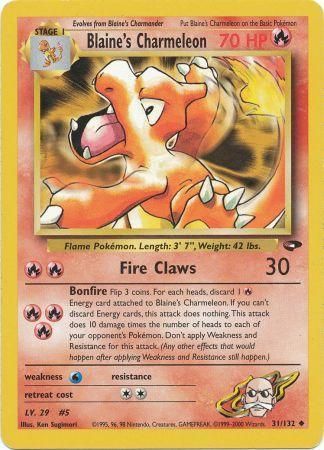 STAGE 1
Evolves from Blaine's Charmander
Put Blaine's Charmeleon on the Basic Pokémon
Blaine's Charmeleon 70 HP
Flame Pokémon. Length: 3' 7", Weight: 42 lbs.
Fire Claws 30
Bonfire Flip 3 coins. For each heads, discard 1
Energy card attached to Blaine's Charmeleon. If you can't
discard Energy cards, this attack does nothing. This attack
does 10 damage times the number of heads to each of
your opponent's Pokémon. Don't apply Weakness and
Resistance for this attack. (Any other effects that would
happen after applying Weakness and Resistance still happen.)
weakness resistance
retreat cost
LV. 29 #5
Illus. Ken Sugimori ©1995, 96, 98 Nintendo, Creatures, GAMEFREAK. ©1999-2000 Wizards. 31/132